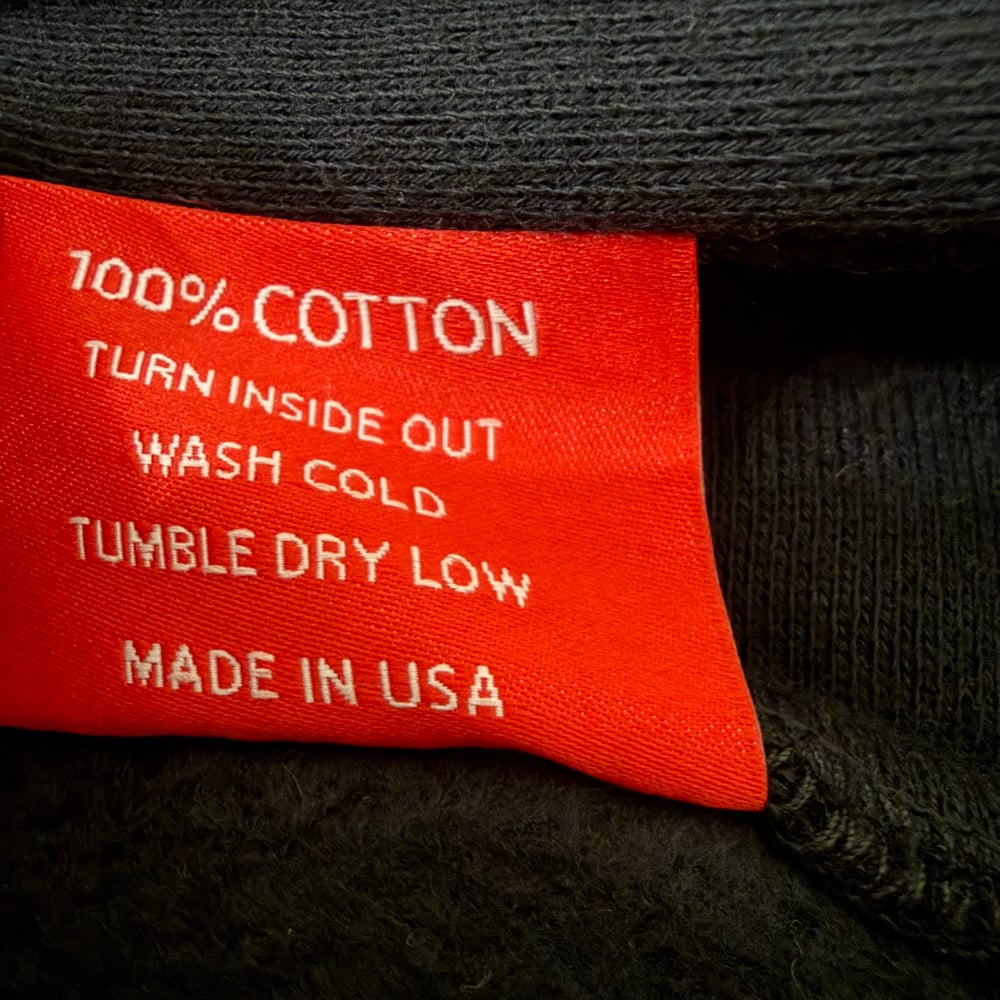 100% COTTON
TURN INSIDE OUT
WASH COLD
TUMBLE DRY LOW
MADE IN USA